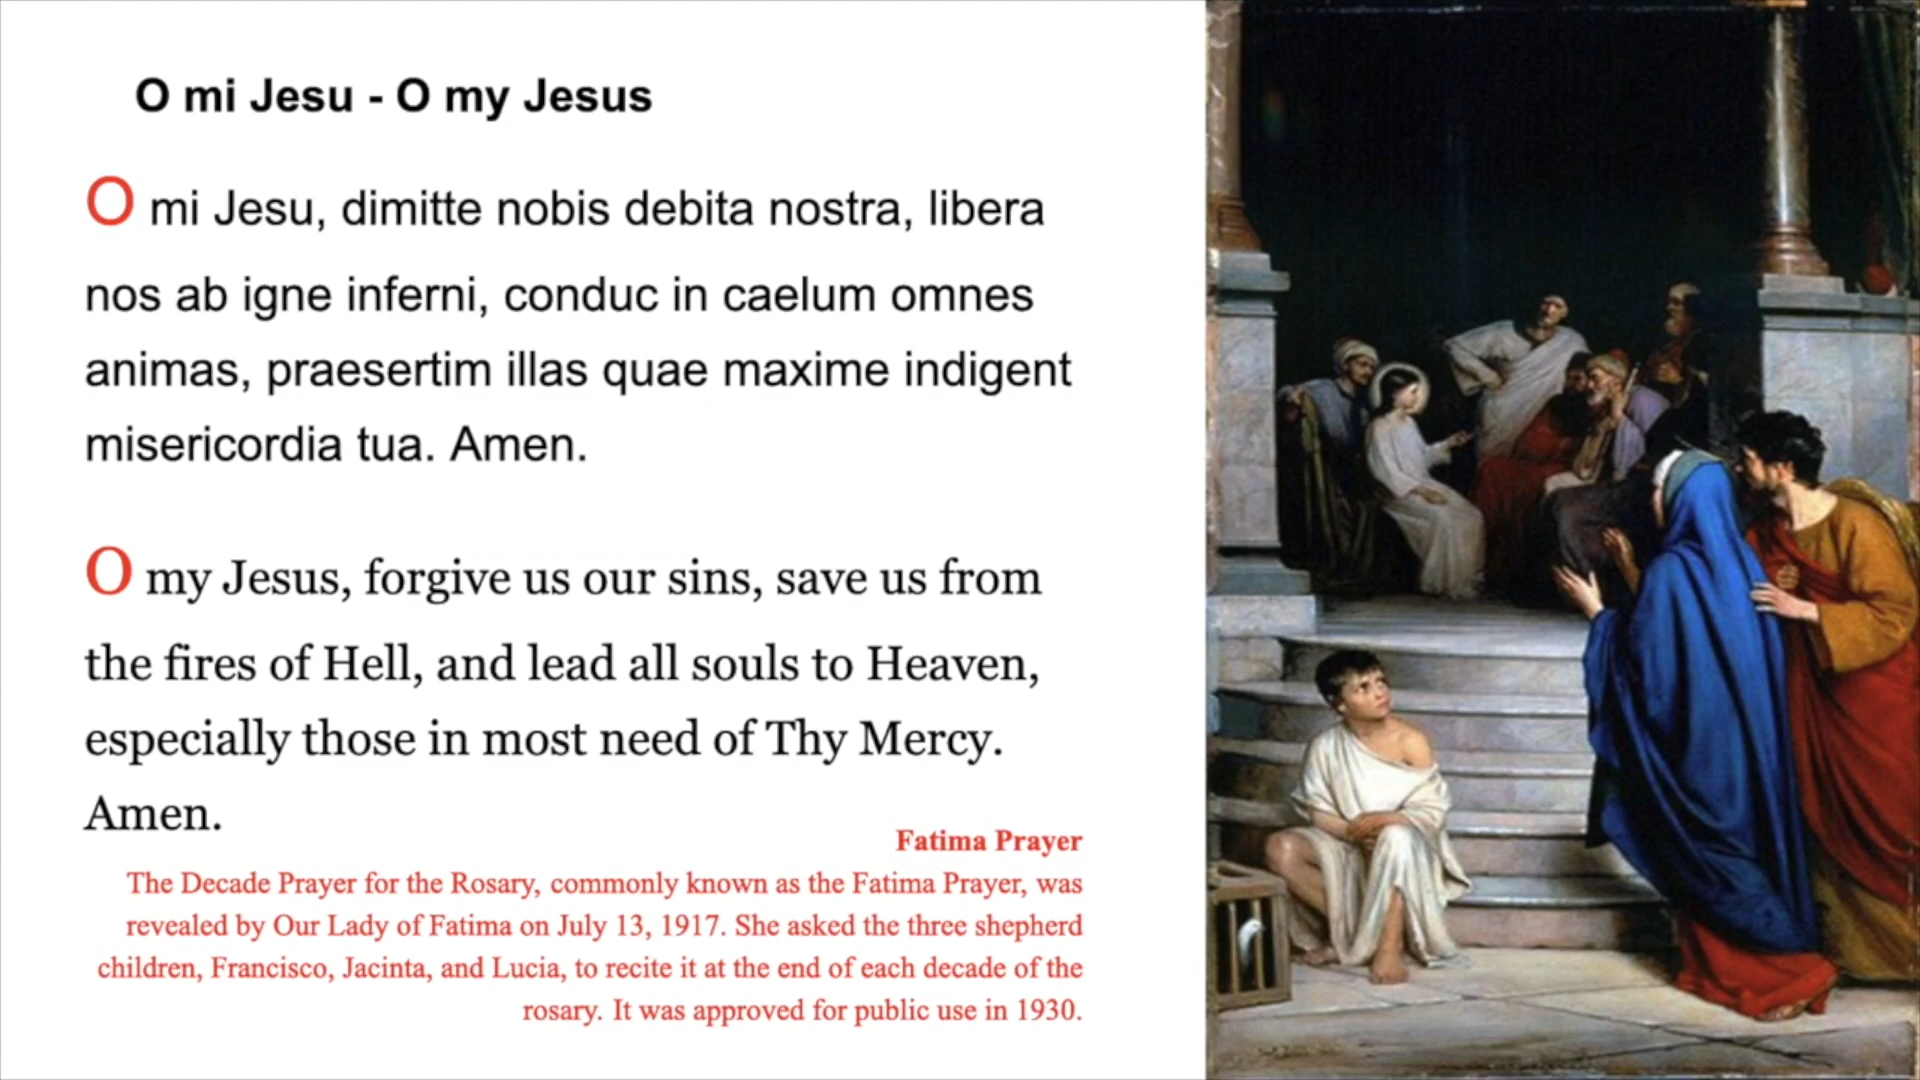 O mi Jesu - O my Jesus
O mi Jesu, dimitte nobis debita nostra, libera
nos ab igne inferni, conduc in caelum omnes
animas, praesertim illas quae maxime indigent
misericordia tua. Amen.
O my Jesus, forgive us our sins, save us from
the fires of Hell, and lead all souls to Heaven,
especially those in most need of Thy Mercy.
Amen.
Fatima Prayer
The Decade Prayer for the Rosary, commonly known as the Fatima Prayer, was
revealed by Our Lady of Fatima on July 13, 1917. She asked the three shepherd
children, Francisco, Jacinta, and Lucia, to recite it at the end of each decade of the
rosary. It was approved for public use in 1930.